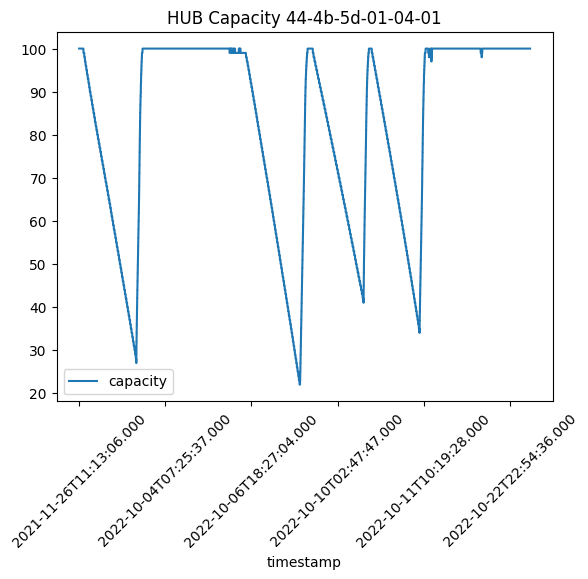 HUB Capacity 44-4b-5d-01-04-01
100
90
80
70
60
50
40
30
20
capacity
2021-11-26T11:13:06.000
2022-10-04T07:25:37.000
2022-10-06T18:27:04.000
2022-10-10T02:47:47.000
2022-10-11T10:19:28.000
2022-10-22T22:54:36.000
timestamp